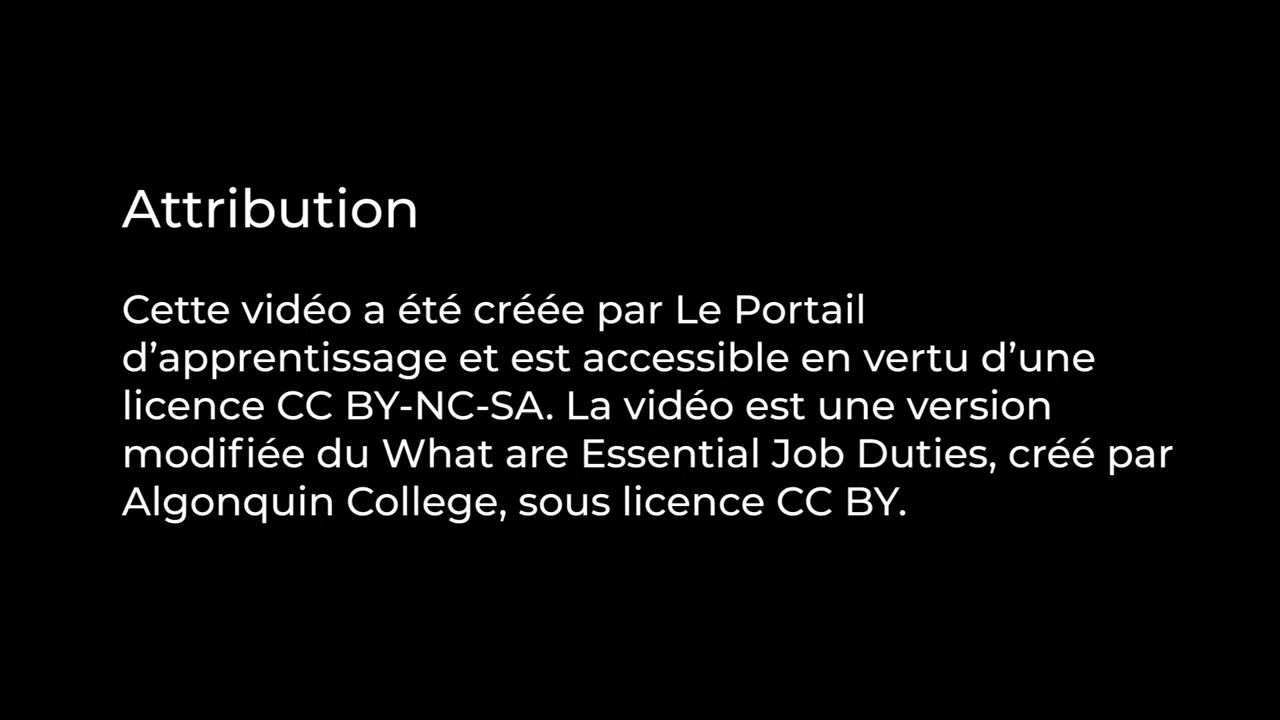 Attribution
Cette vidéo a été créée par Le Portail
d’apprentissage et est accessible en vertu d’une
licence CC BY-NC-SA. La vidéo est une version
modifiée du What are Essential Job Duties, créé par
Algonquin College, sous licence CC BY.